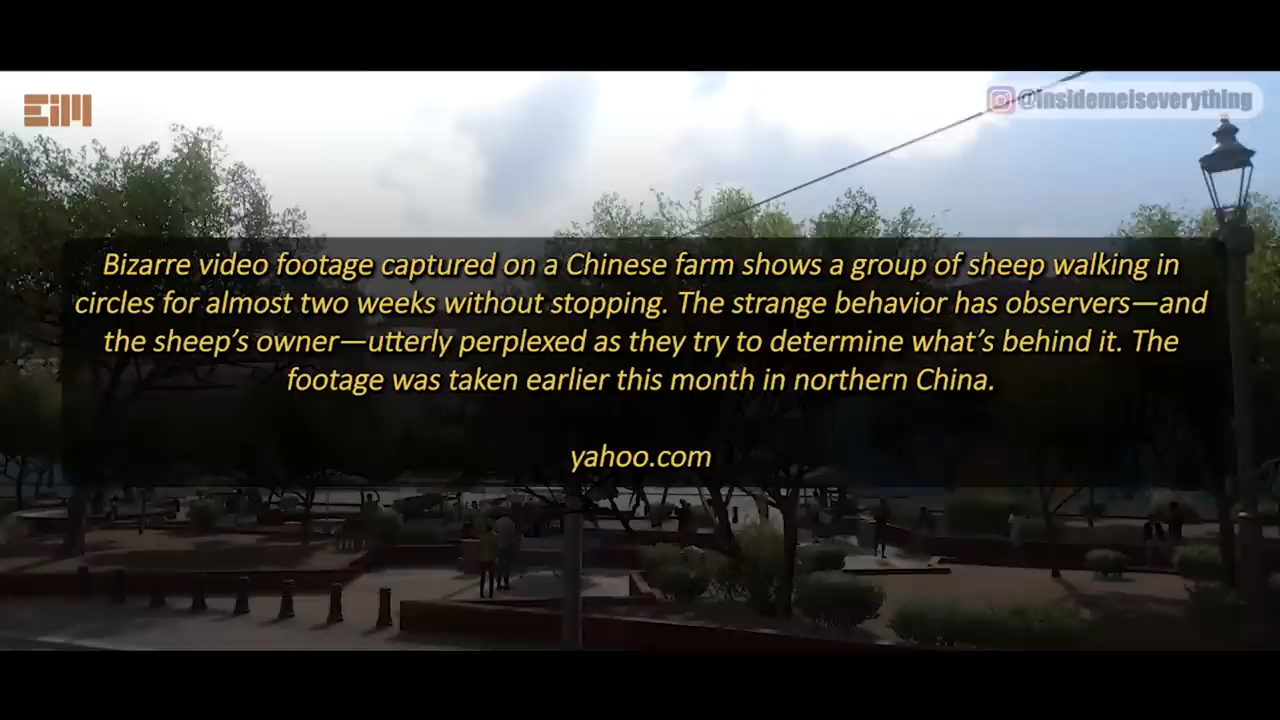 EiM
@insidemeiseverything
Bizarre video footage captured on a Chinese farm shows a group of sheep walking in
circles for almost two weeks without stopping. The strange behavior has observers—and
the sheep’s owner—utterly perplexed as they try to determine what’s behind it. The
footage was taken earlier this month in northern China.
yahoo.com